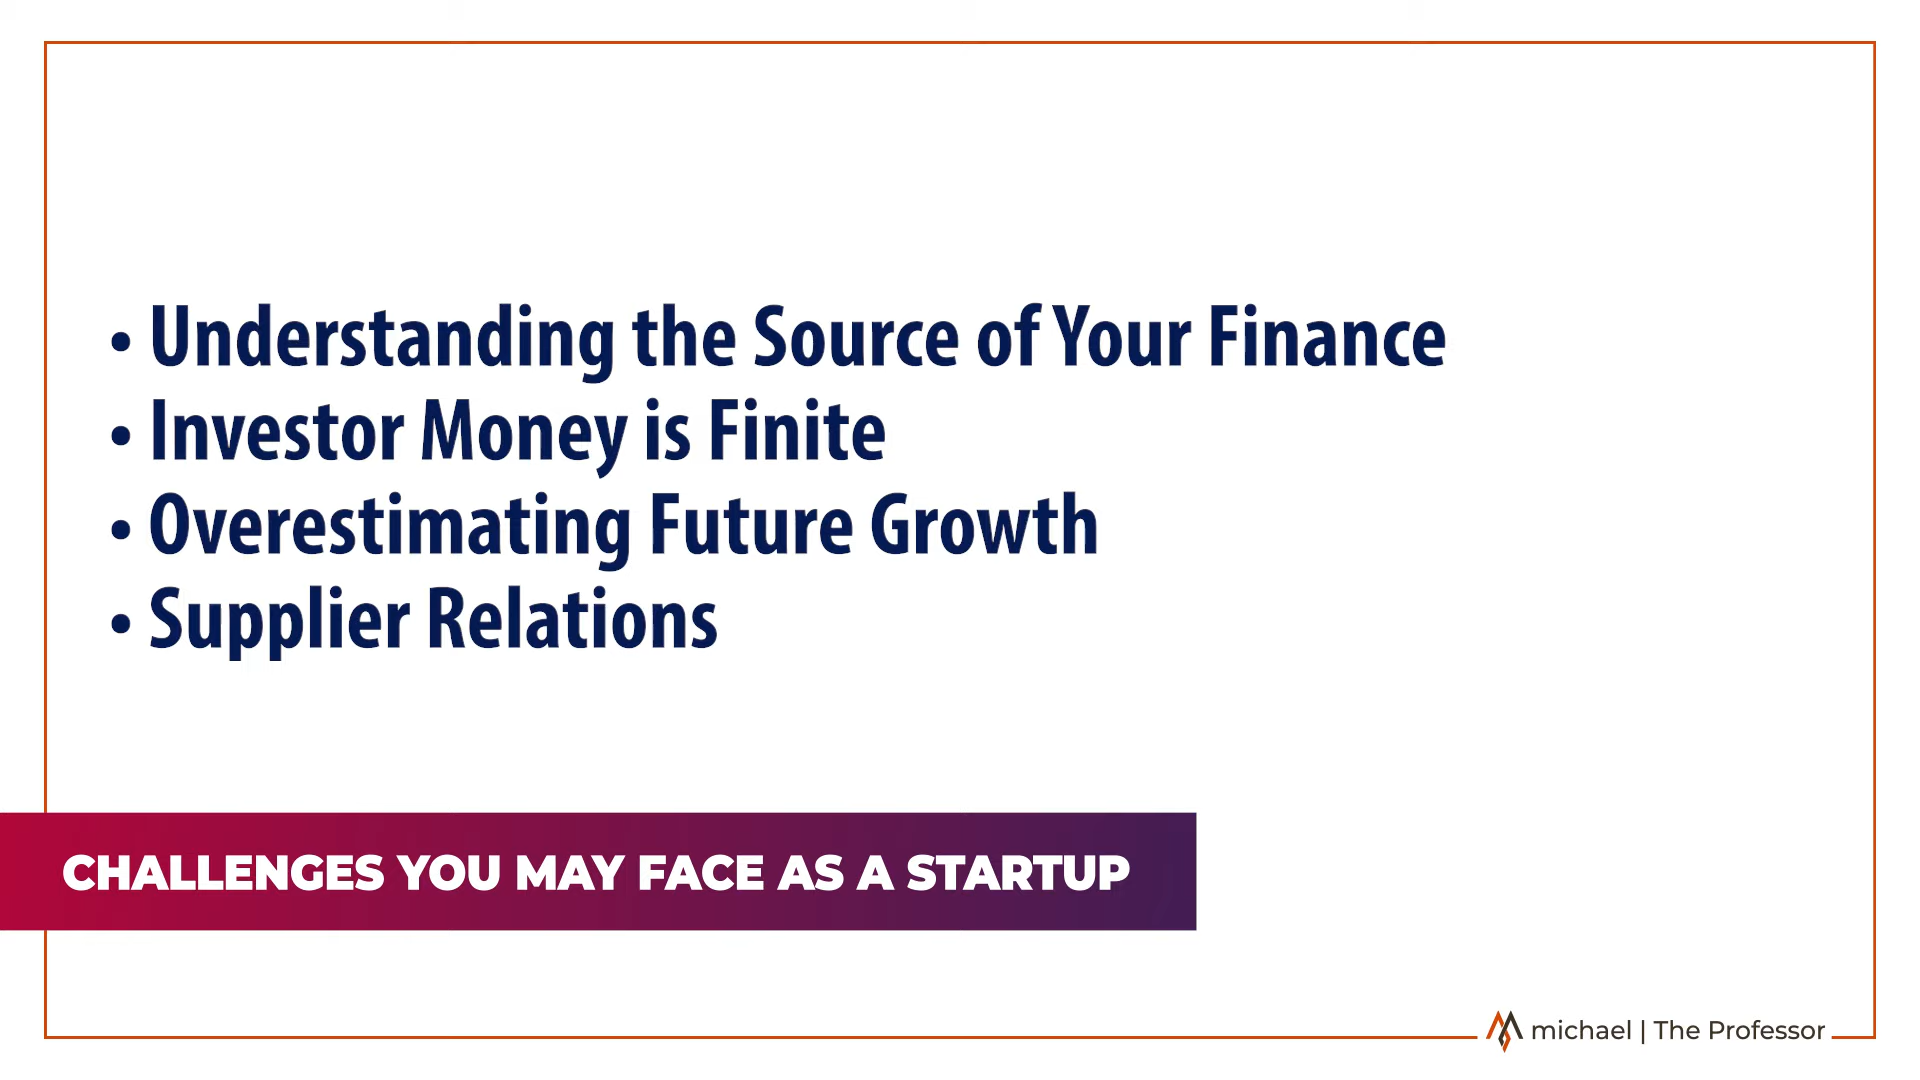 • Understanding the Source of Your Finance
• Investor Money is Finite
• Overestimating Future Growth
• Supplier Relations
CHALLENGES YOU MAY FACE AS A STARTUP
michael | The Professor